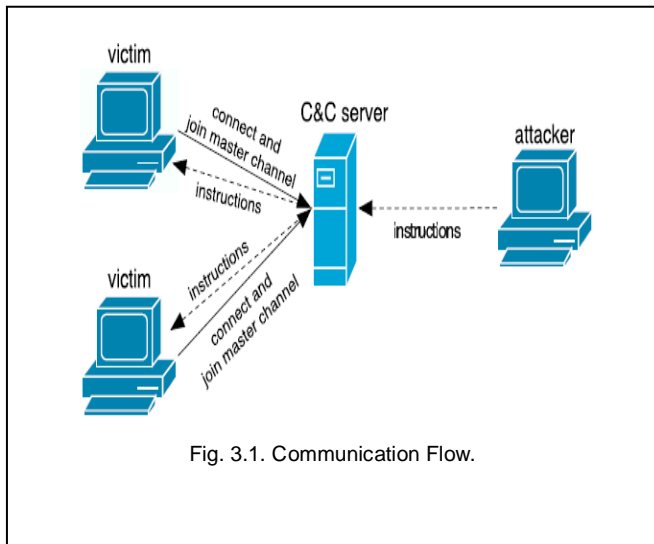 victim
C&C server
attacker
connect and
join master channel
instructions
instructions
instructions
victim
connect and
join master channel
Fig. 3.1. Communication Flow.